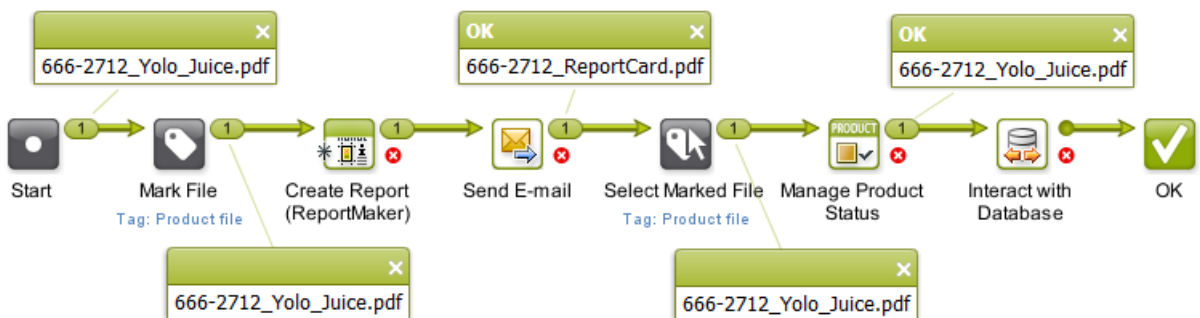 666-2712_Yolo_Juice.pdf
OK
666-2712_ReportCard.pdf
OK
666-2712_Yolo_Juice.pdf
1
1
1
1
1
1
PRODUCT
Start
Mark File
Tag: Product file
Create Report
(ReportMaker)
Send E-mail
Select Marked File
Tag: Product file
Manage Product
Status
Interact with
Database
OK
666-2712_Yolo_Juice.pdf
666-2712_Yolo_Juice.pdf